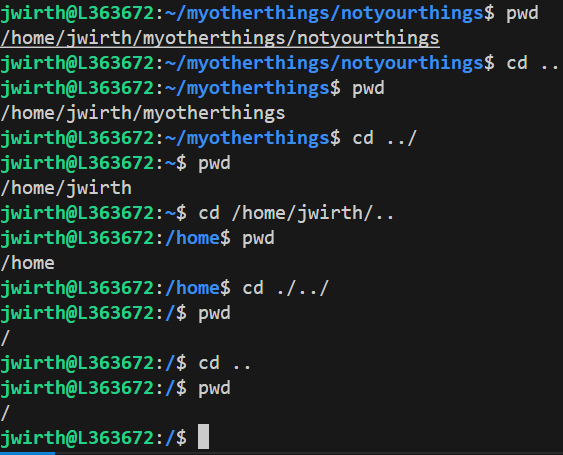 jwirth@L363672:~/myotherthings/notyourthings$ pwd
/home/jwirth/myotherthings/notyourthings
jwirth@L363672:~/myotherthings/notyourthings$ cd ..
jwirth@L363672:~/myotherthings$ pwd
/home/jwirth/myotherthings
jwirth@L363672:~/myotherthings$ cd ../
jwirth@L363672:~$ pwd
/home/jwirth
jwirth@L363672:~$ cd /home/jwirth/..
jwirth@L363672:/home$ pwd
/home
jwirth@L363672:/home$ cd ./../
jwirth@L363672:/$ pwd
/
jwirth@L363672:/$ cd ..
jwirth@L363672:/$ pwd
/
jwirth@L363672:/$